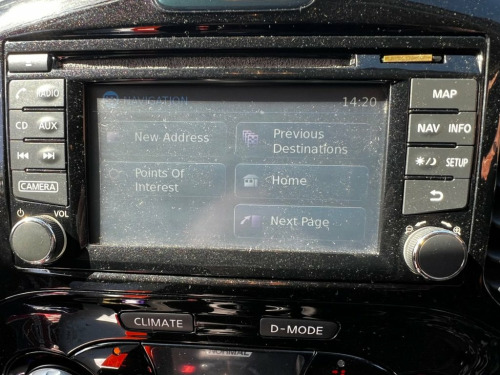 RADIO
CD AUX
CAMERA
VOL
NAVIGATION 14:20
New Address
Previous
Destinations
Points Of
Interest
Home
Next Page
MAP
NAV INFO
SETUP
CLIMATE
D-MODE
NORMAL